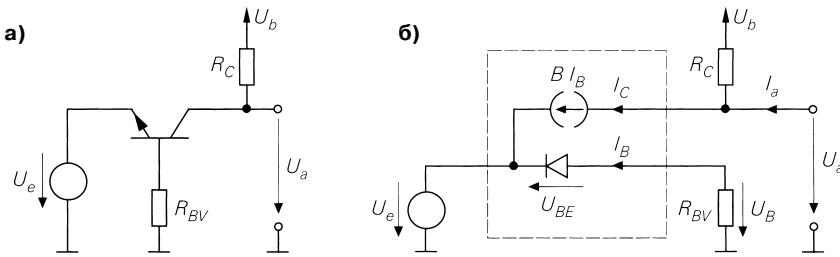 а)
U_b
R_C
U_e
R_BV
U_a
б)
U_b
R_C
B I_B
I_C
I_a
I_B
U_BE
U_e
R_BV
U_B
U_a